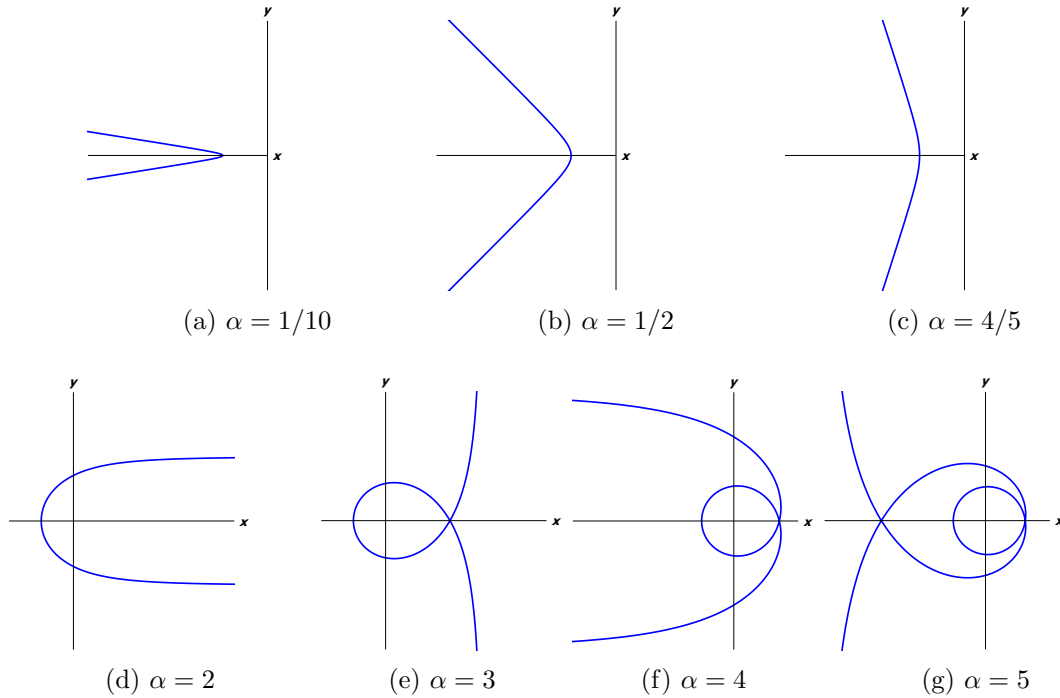 y y y
x x x
(a) α = 1/10 (b) α = 1/2 (c) α = 4/5
y y y y
x x x x
(d) α = 2 (e) α = 3 (f) α = 4 (g) α = 5